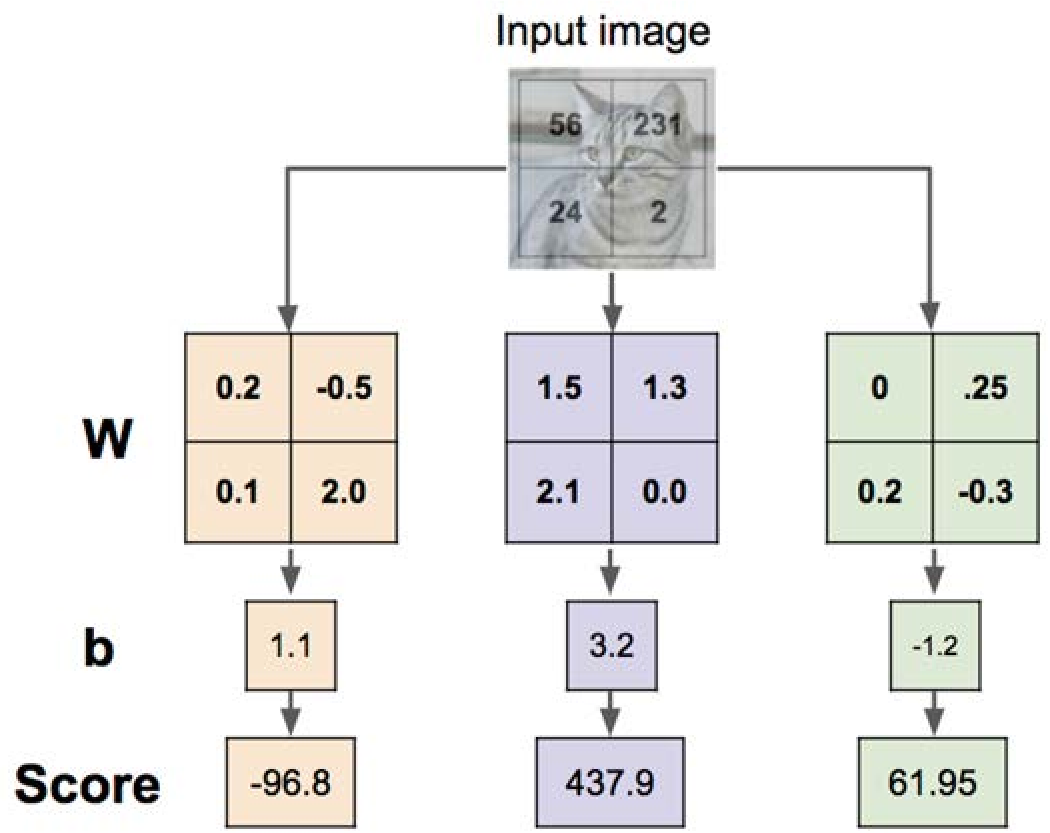 Input image
56 231
24 2
W
0.2 -0.5 1.5 1.3 0 .25
0.1 2.0 2.1 0.0 0.2 -0.3
b 1.1 3.2 -1.2
Score -96.8 437.9 61.95